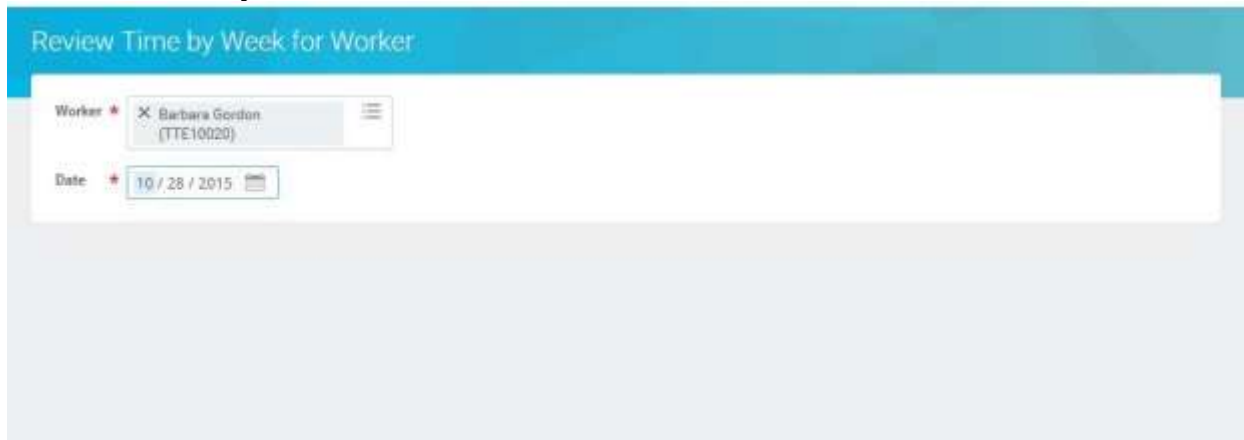 Review Time by Week for Worker
Worker * × Barbara Gordon
(TTE10020)
Date * 10 / 28 / 2015